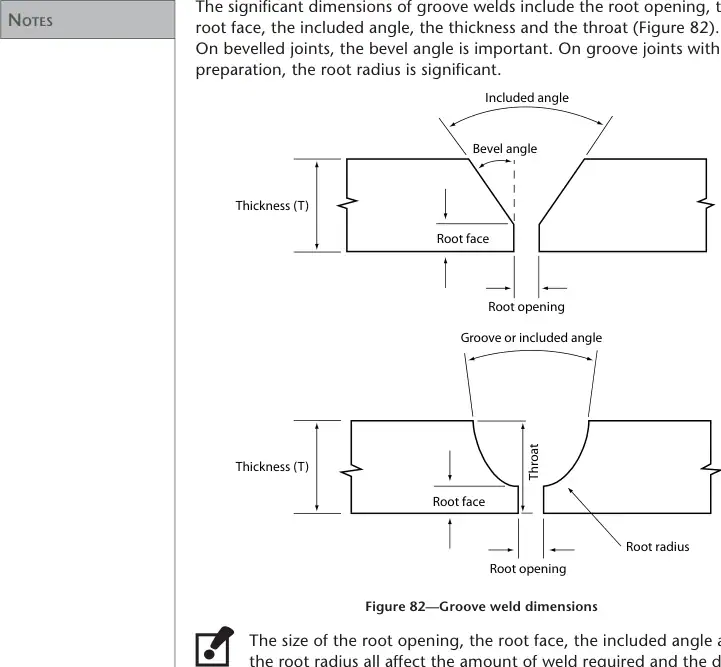 NOTES
The significant dimensions of groove welds include the root opening,
root face, the included angle, the thickness and the throat (Figure 82).
On bevelled joints, the bevel angle is important. On groove joints with
preparation, the root radius is significant.
Included angle
Bevel angle
Thickness (T)
Root face
Root opening
Groove or included angle
Throat
Thickness (T)
Root face
Root radius
Root opening
Figure 82—Groove weld dimensions
The size of the root opening, the root face, the included angle
the root radius all affect the amount of weld required and the